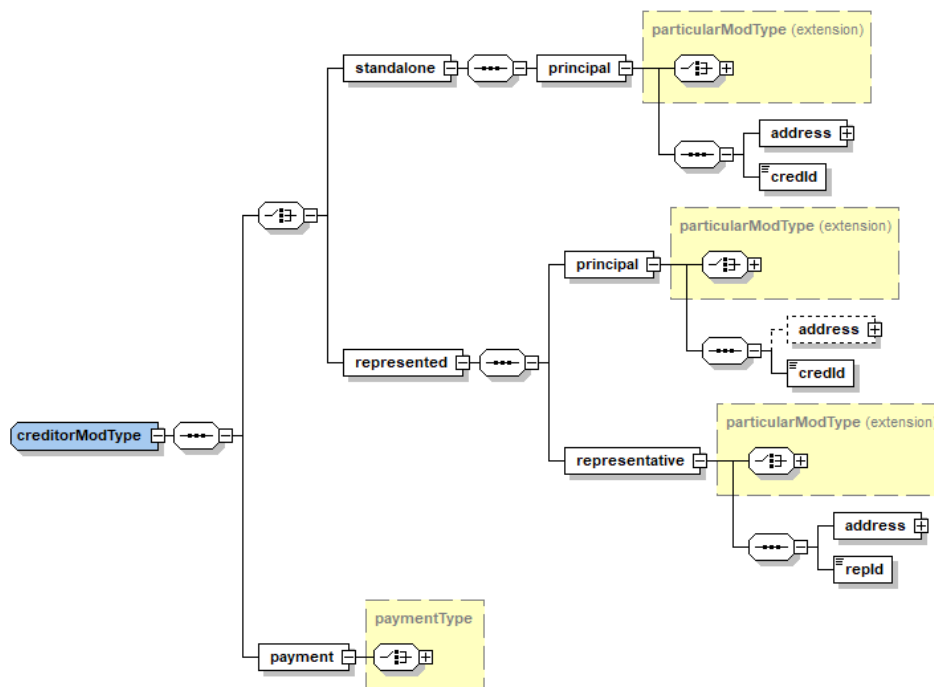 particularModType (extension)
standalone
principal
address
credId
particularModType (extension)
principal
address
represented
credId
particularModType (extension
creditorModType
representative
address
repId
paymentType
payment